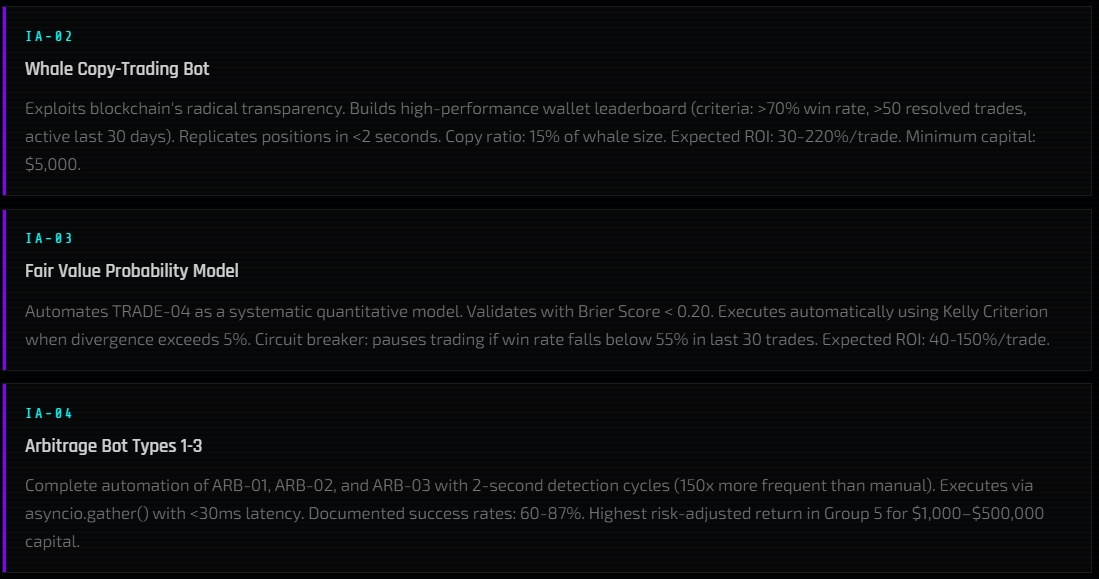 IA-02
Whale Copy-Trading Bot
Exploits blockchain's radical transparency. Builds high-performance wallet leaderboard (criteria: >70% win rate, >50 resolved trades,
active last 30 days). Replicates positions in <2 seconds. Copy ratio: 15% of whale size. Expected ROI: 30-220%/trade. Minimum capital:
$5,000.
IA-03
Fair Value Probability Model
Automates TRADE-04 as a systematic quantitative model. Validates with Brier Score < 0.20. Executes automatically using Kelly Criterion
when divergence exceeds 5%. Circuit breaker: pauses trading if win rate falls below 55% in last 30 trades. Expected ROI: 40-150%/trade.
IA-04
Arbitrage Bot Types 1-3
Complete automation of ARB-01, ARB-02, and ARB-03 with 2-second detection cycles (150x more frequent than manual). Executes via
asyncio.gather() with <30ms latency. Documented success rates: 60-87%. Highest risk-adjusted return in Group 5 for $1,000–$500,000
capital.